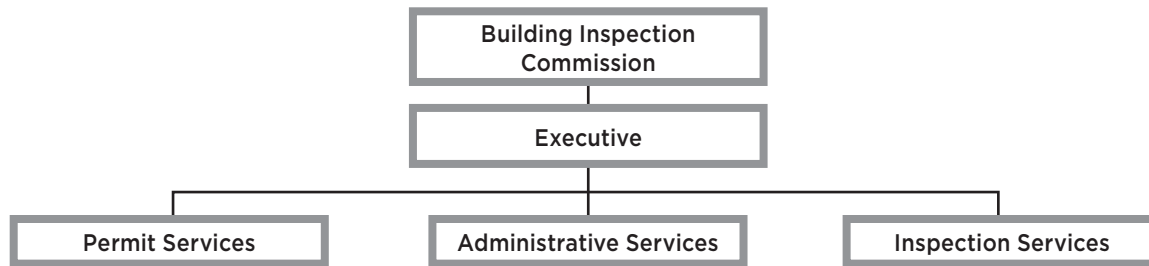 Building Inspection
Commission
Executive
Permit Services
Administrative Services
Inspection Services